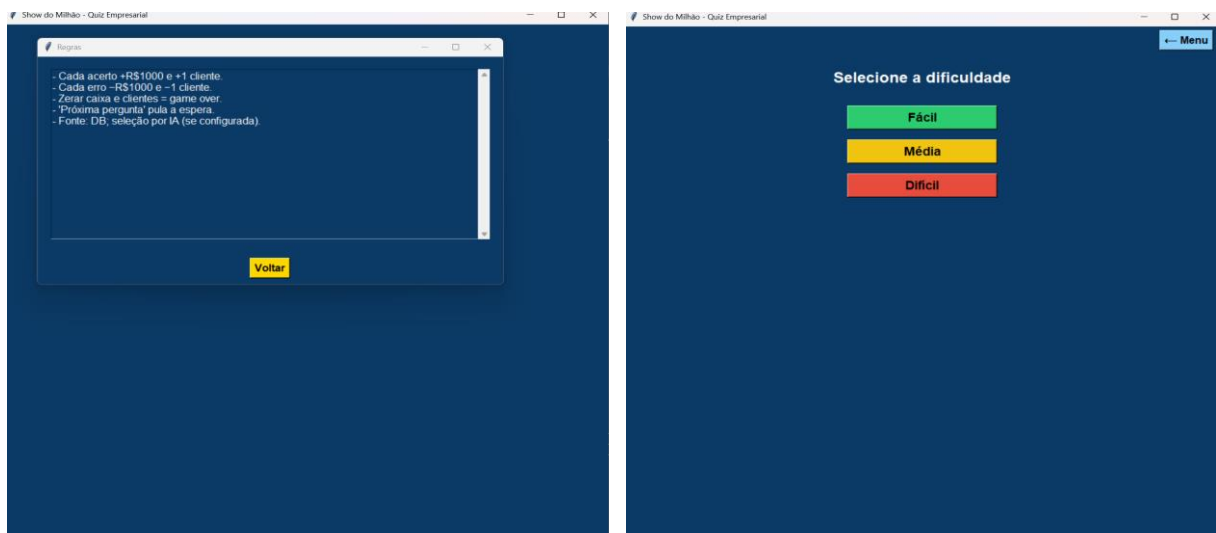 Show do Milhão - Quiz Empresarial
Regras
- Cada acerto +R$1000 e +1 cliente.
- Cada erro −R$1000 e −1 cliente.
- Zerar caixa e clientes = game over.
- 'Próxima pergunta' pula a espera.
- Fonte: DB; seleção por IA (se configurada).
Voltar
Show do Milhão - Quiz Empresarial
← Menu
Selecione a dificuldade
Fácil
Média
Difícil